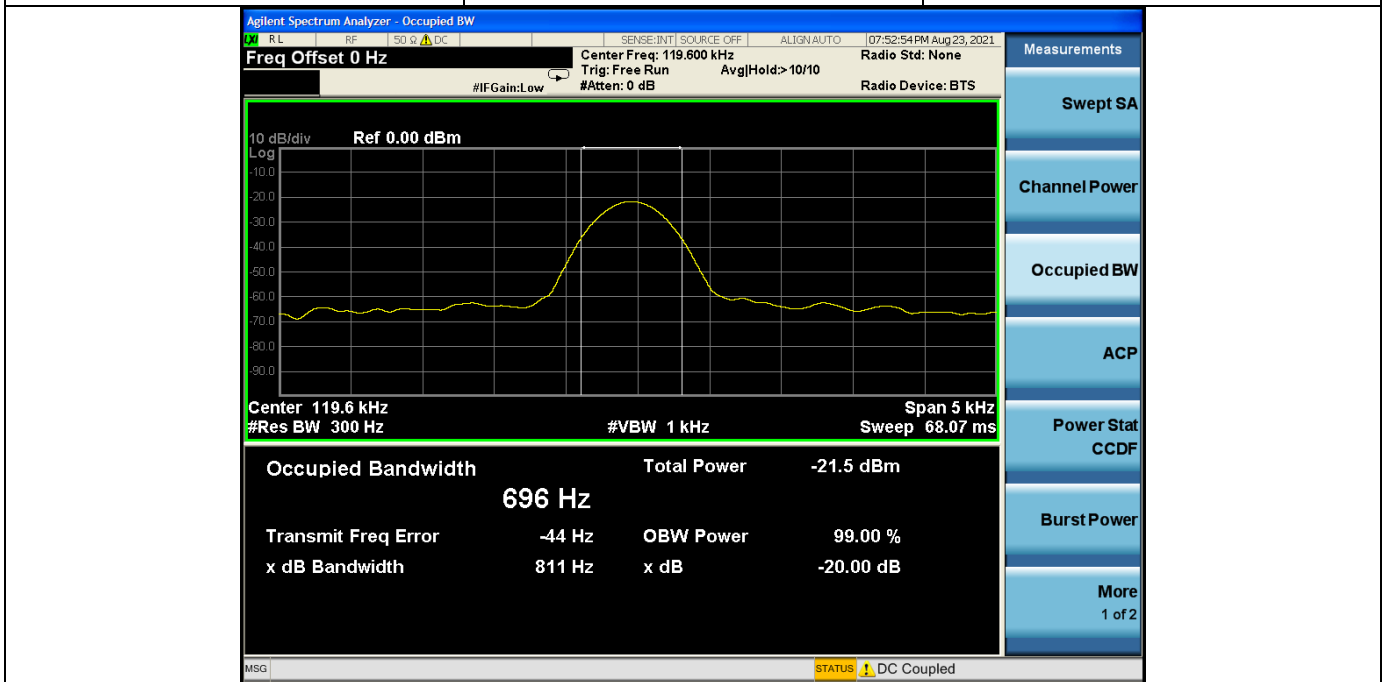 Agilent Spectrum Analyzer - Occupied BW
LXI RL RF 50 Ω DC SENSE:INT SOURCE OFF ALIGN AUTO 07:52:54 PM Aug 23, 2021
Freq Offset 0 Hz
Center Freq: 119.600 kHz Radio Std: None
Trig: Free Run Avg|Hold:>10/10
#IFGain:Low #Atten: 0 dB Radio Device: BTS
10 dB/div Ref 0.00 dBm
Log
-10.0
-20.0
-30.0
-40.0
-50.0
-60.0
-70.0
-80.0
-90.0
Center 119.6 kHz Span 5 kHz
#Res BW 300 Hz #VBW 1 kHz Sweep 68.07 ms
Occupied Bandwidth Total Power -21.5 dBm
696 Hz
Transmit Freq Error -44 Hz OBW Power 99.00 %
x dB Bandwidth 811 Hz x dB -20.00 dB
Measurements
Swept SA
Channel Power
Occupied BW
ACP
Power Stat
CCDF
Burst Power
More
1 of 2
MSG STATUS DC Coupled